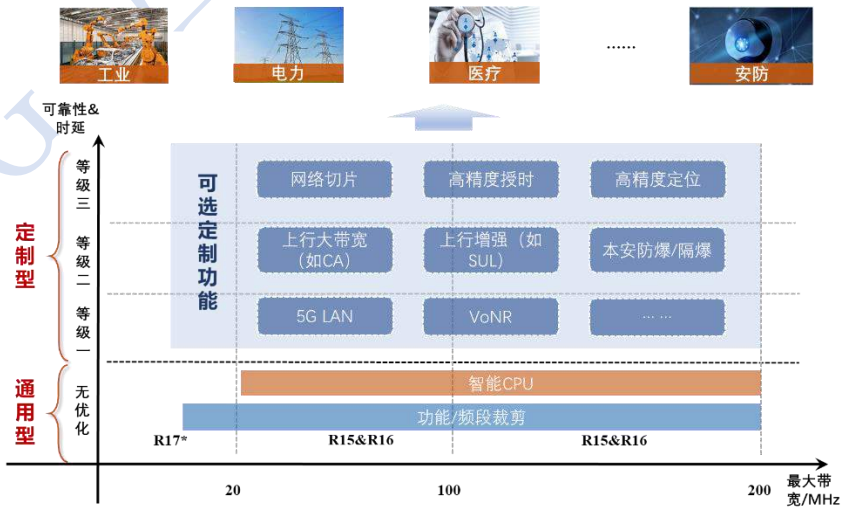 工业
电力
医疗
……
安防
可靠性&
时延
定制型
等级三
等级二
等级一
可选定制功能
网络切片
高精度授时
高精度定位
上行大带宽
（如CA）
上行增强（如
SUL）
本安防爆/隔爆
5G LAN
VoNR
… …
通用型
无优化
智能CPU
功能/频段裁剪
R17*
R15&R16
R15&R16
20
100
200
最大带
宽/MHz